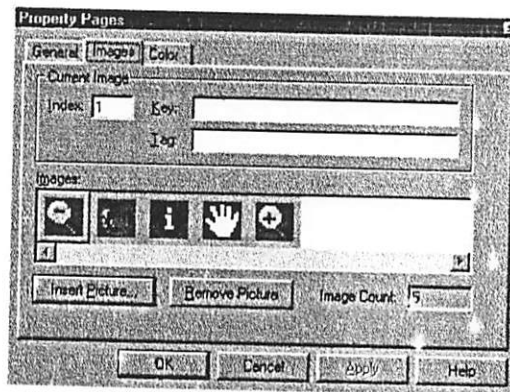 Property Pages
General Images Color
Current Image
Index: 1 Key:
Tag:
Images:
Insert Picture... Remove Picture Image Count: 5
OK Cancel Apply Help